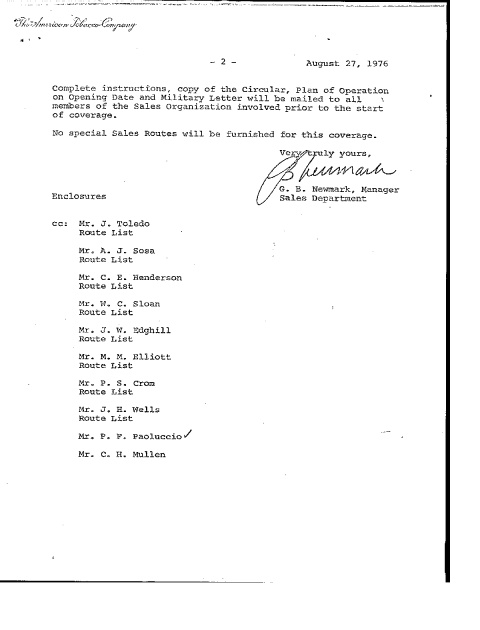 The American Tobacco Company
- 2 -
August 27, 1976
Complete instructions, copy of the Circular, Plan of Operation
on Opening Date and Military Letter will be mailed to all
members of the Sales Organization involved prior to the start
of coverage.
No special Sales Routes will be furnished for this coverage.
Very truly yours,
G. B. Newmark, Manager
Sales Department
Enclosures
cc: Mr. J. Toledo
Route List
Mr. A. J. Sosa
Route List
Mr. C. E. Henderson
Route List
Mr. W. C. Sloan
Route List
Mr. J. W. Edghill
Route List
Mr. M. M. Elliott
Route List
Mr. P. S. Crom
Route List
Mr. J. H. Wells
Route List
Mr. P. F. Paoluccio
Mr. C. H. Mullen